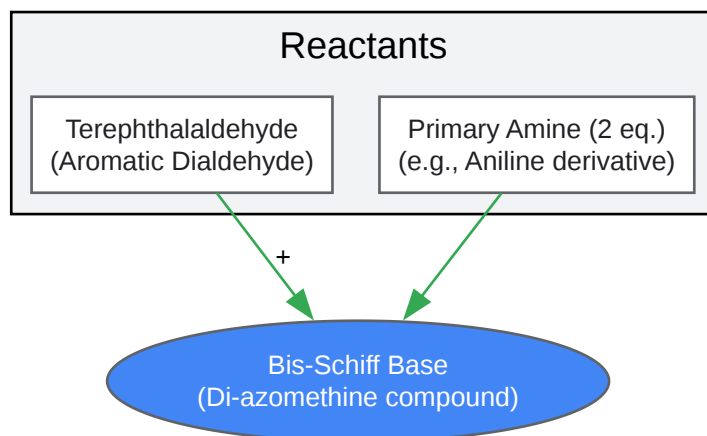 Reactants
Terephthalaldehyde
(Aromatic Dialdehyde)
Primary Amine (2 eq.)
(e.g., Aniline derivative)
+
Bis-Schiff Base
(Di-azomethine compound)